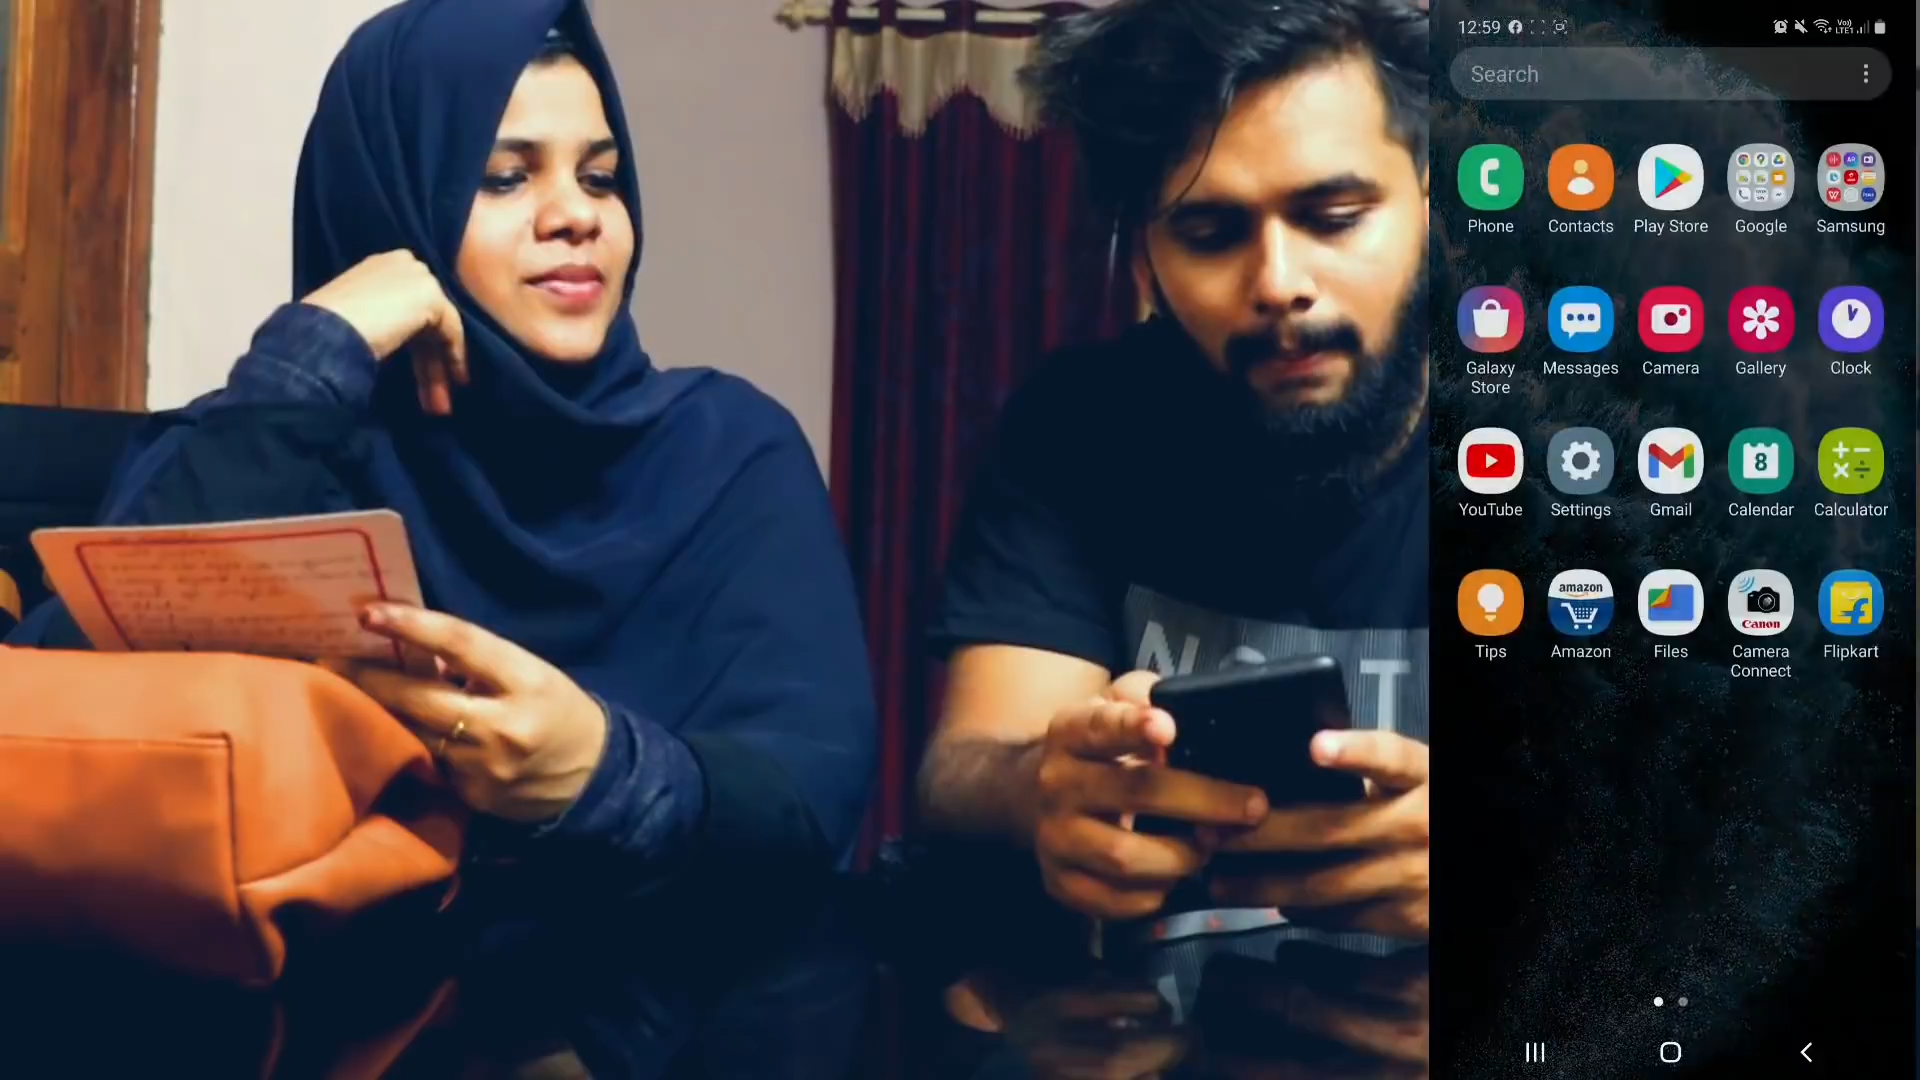 12:59
Search
Phone
Contacts
Play Store
Google
Samsung
Galaxy
Store
Messages
Camera
Gallery
Clock
YouTube
Settings
Gmail
8
Calendar
Calculator
Tips
amazon
Amazon
Files
Canon
Camera
Connect
Flipkart